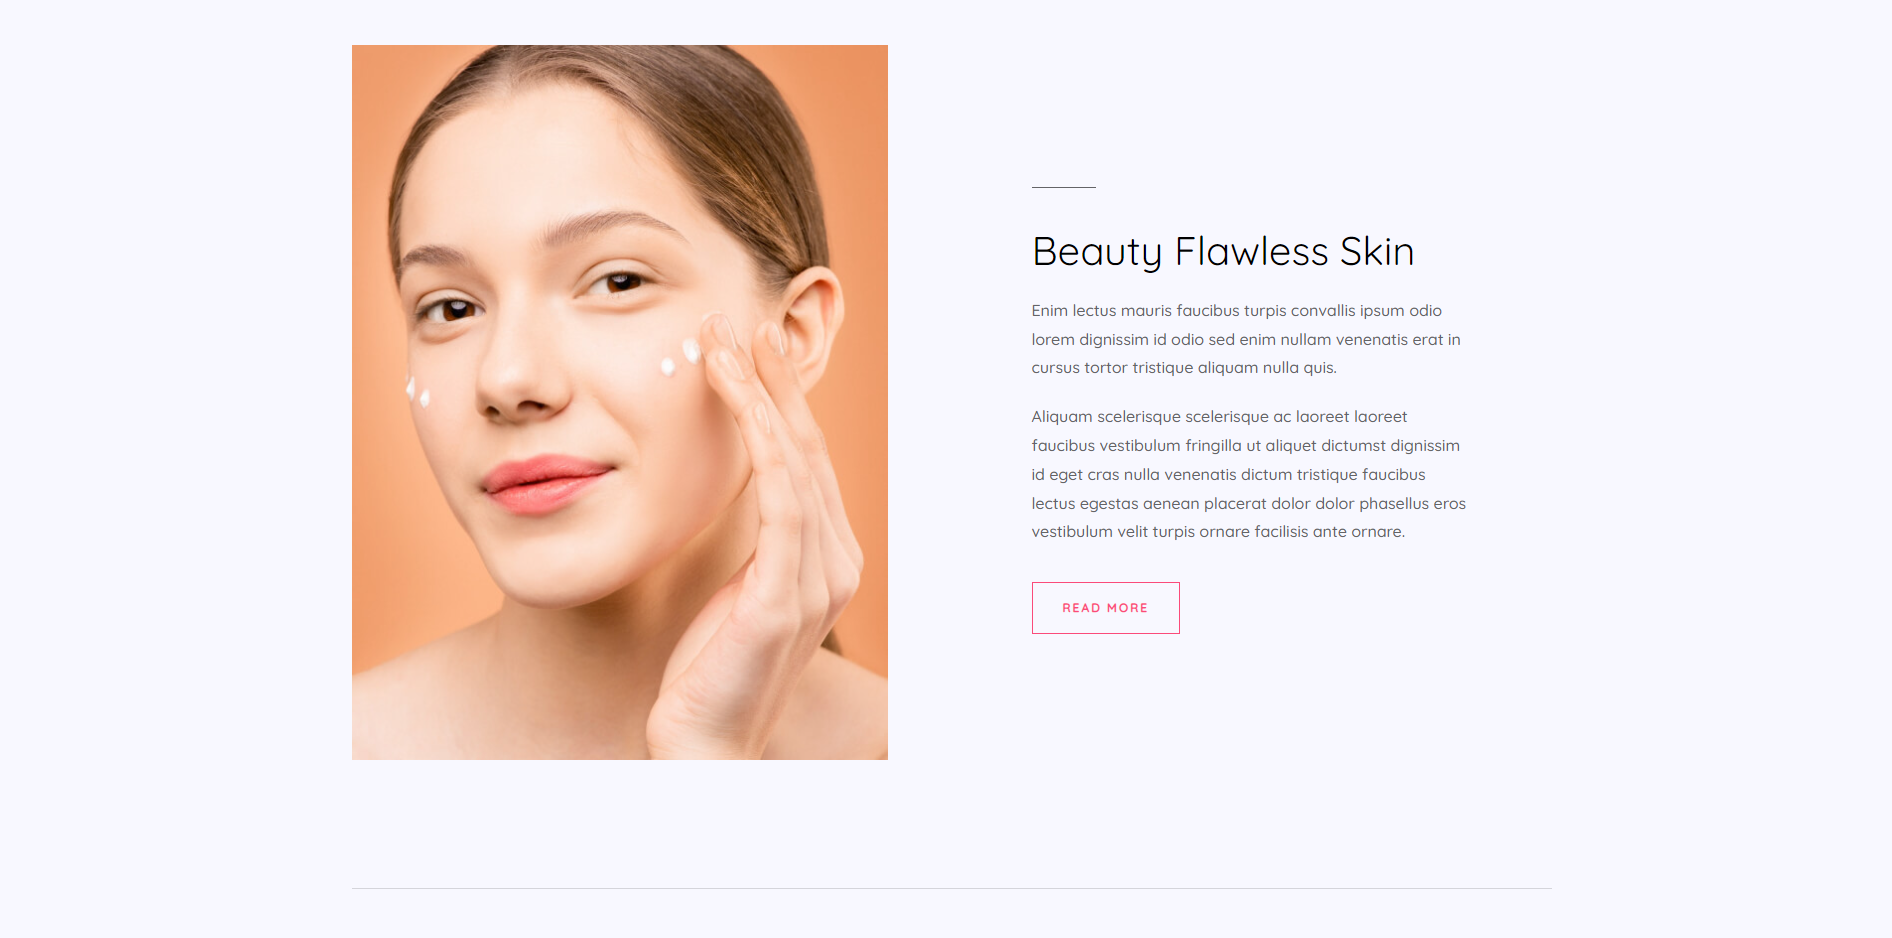 Beauty Flawless Skin
Enim lectus mauris faucibus turpis convallis ipsum odio
lorem dignissim id odio sed enim nullam venenatis erat in
cursus tortor tristique aliquam nulla quis.
Aliquam scelerisque scelerisque ac laoreet laoreet
faucibus vestibulum fringilla ut aliquet dictumst dignissim
id eget cras nulla venenatis dictum tristique faucibus
lectus egestas aenean placerat dolor dolor phasellus eros
vestibulum velit turpis ornare facilisis ante ornare.
READ MORE